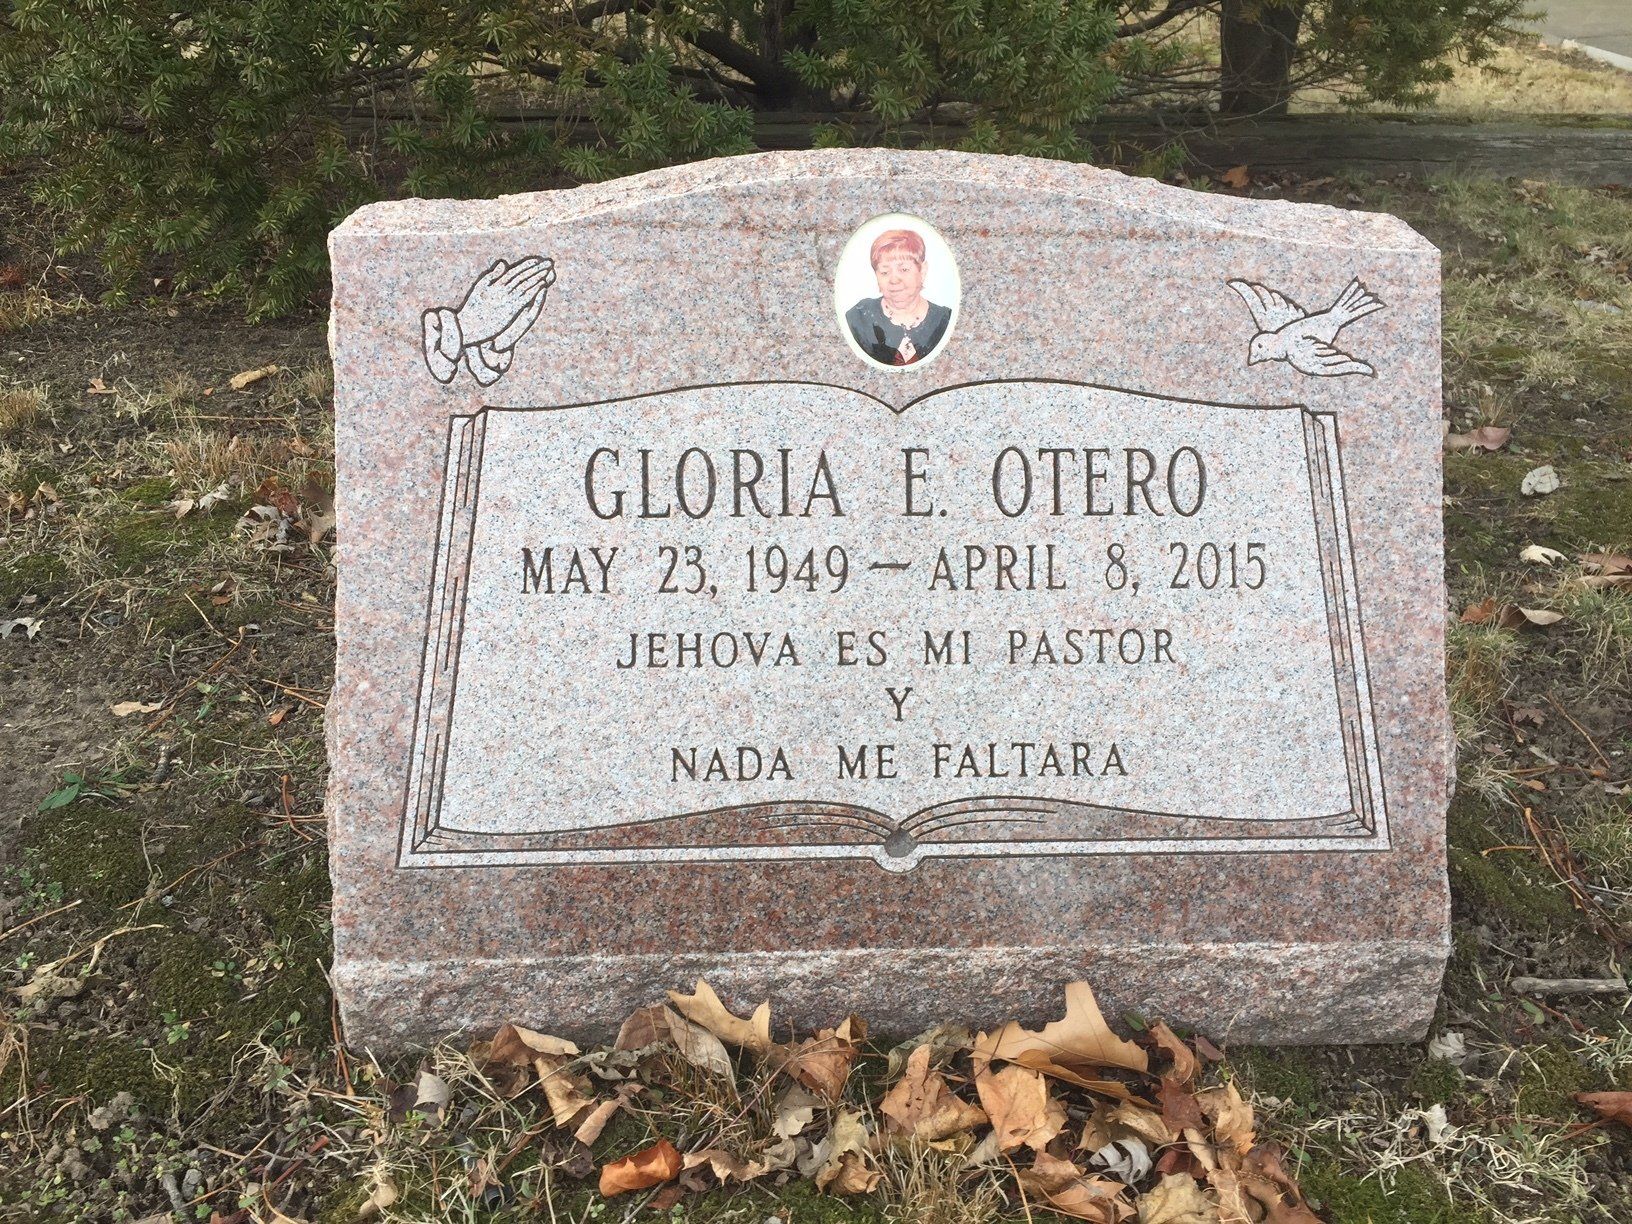 GLORIA E. OTERO
MAY 23, 1949 — APRIL 8, 2015
JEHOVA ES MI PASTOR
Y
NADA ME FALTARA